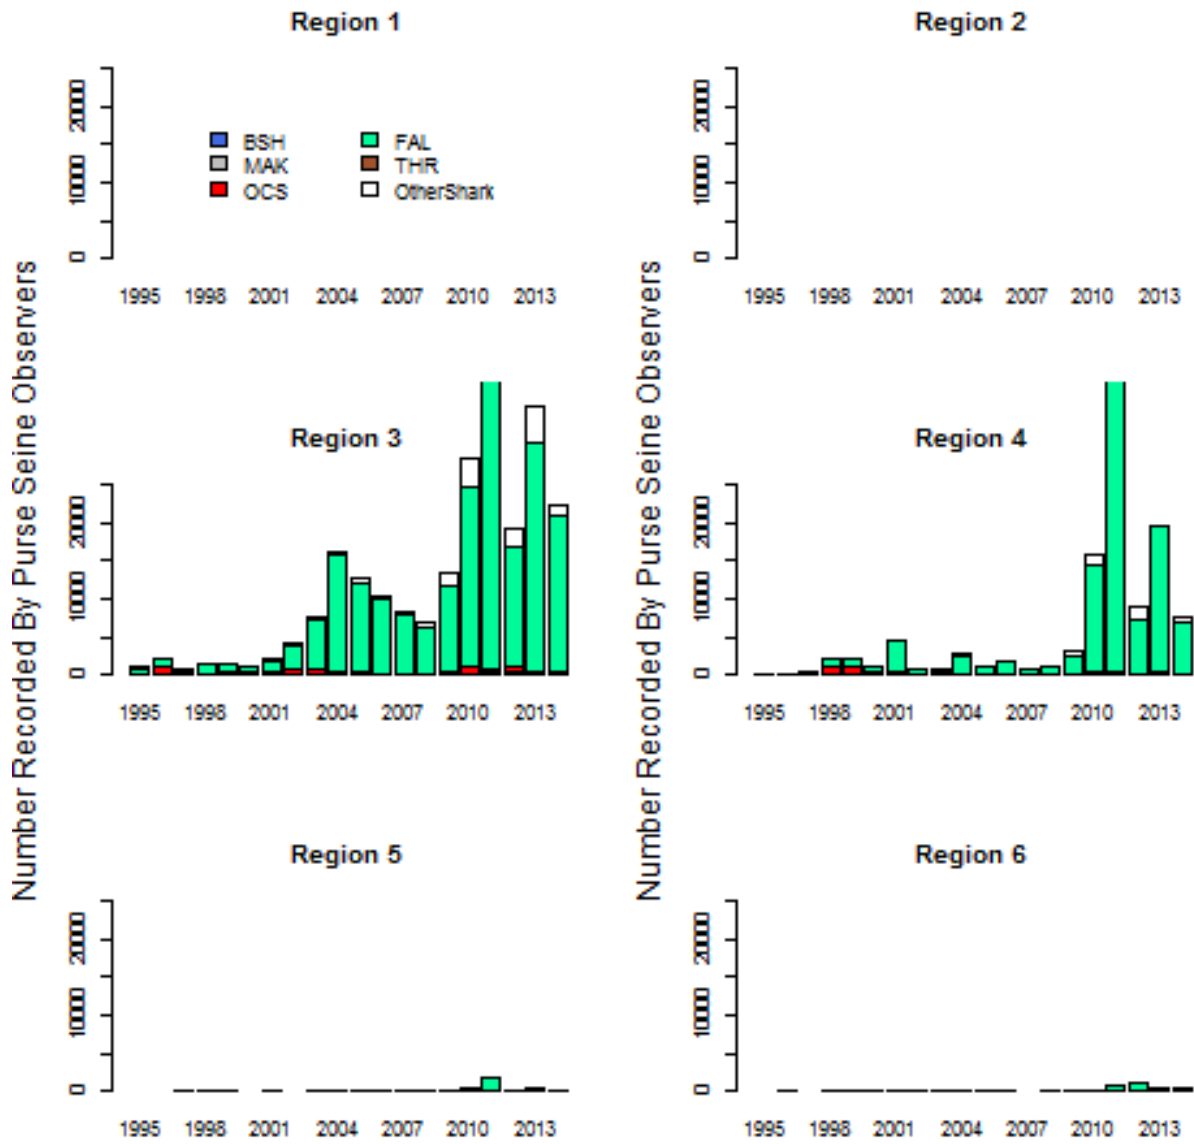 Region 1
Region 2
20000
10000
0
BSH
MAK
OCS
FAL
THR
OtherShark
1995 1998 2001 2004 2007 2010 2013
20000
10000
0
1995 1998 2001 2004 2007 2010 2013
Number Recorded By Purse Seine Observers
Number Recorded By Purse Seine Observers
Region 3
Region 4
20000
10000
0
1995 1998 2001 2004 2007 2010 2013
20000
10000
0
1995 1998 2001 2004 2007 2010 2013
Region 5
Region 6
20000
10000
0
1995 1998 2001 2004 2007 2010 2013
20000
10000
0
1995 1998 2001 2004 2007 2010 2013